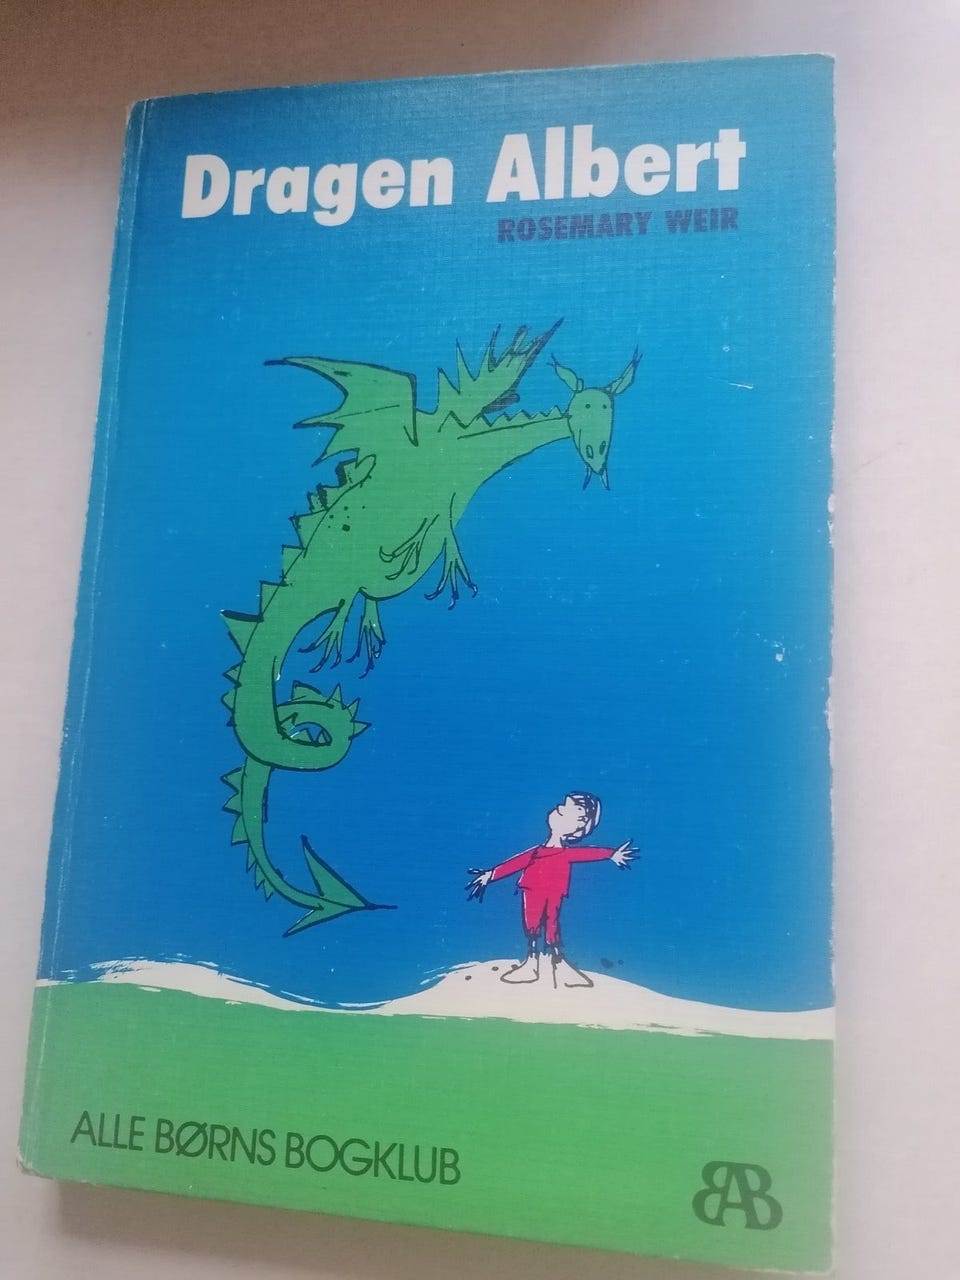 Dragen Albert
ROSEMARY WEIR
ALLE BØRNS BOGKLUB
BAB